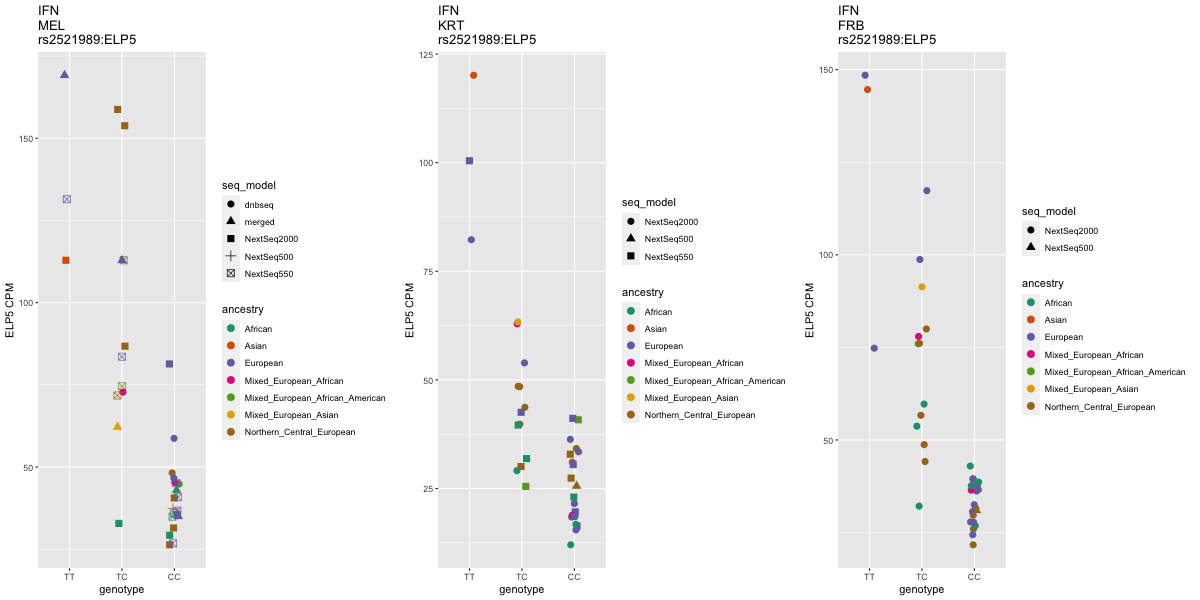 IFN
MEL
rs2521989:ELP5
ELP5 CPM
150
100
50
TT
TC
CC
genotype
seq_model
dnbseq
merged
NextSeq2000
NextSeq500
NextSeq550
ancestry
African
Asian
European
Mixed_European_African
Mixed_European_African_American
Mixed_European_Asian
Northern_Central_European
IFN
KRT
rs2521989:ELP5
ELP5 CPM
125
100
75
50
25
TT
TC
CC
genotype
seq_model
NextSeq2000
NextSeq500
NextSeq550
ancestry
African
Asian
European
Mixed_European_African
Mixed_European_African_American
Mixed_European_Asian
Northern_Central_European
IFN
FRB
rs2521989:ELP5
ELP5 CPM
150
100
50
TT
TC
CC
genotype
seq_model
NextSeq2000
NextSeq500
ancestry
African
Asian
European
Mixed_European_African
Mixed_European_African_American
Mixed_European_Asian
Northern_Central_European